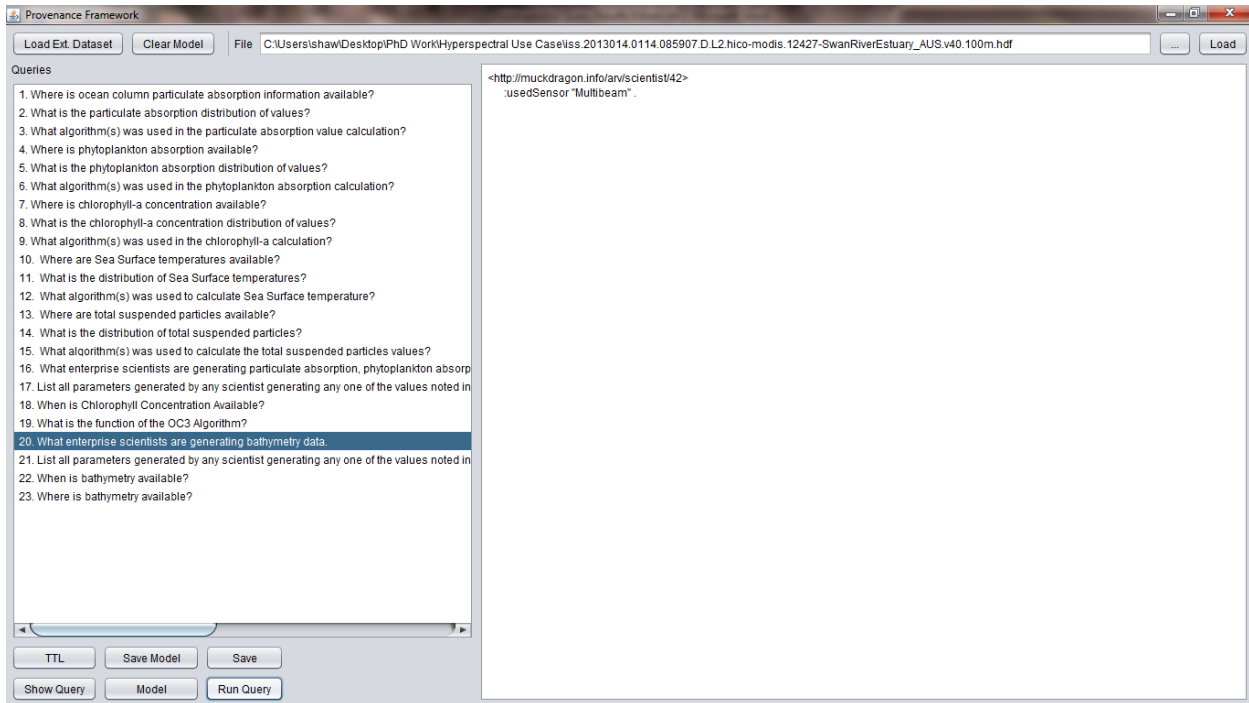 Provenance Framework
Load Ext. Dataset Clear Model File C:\Users\shaw\Desktop\PhD Work\Hyperspectral Use Case\iss.2013014.0114.085907.D.L2.hico-modis.12427-SwanRiverEstuary_AUS.v40.100m.hdf ... Load
Queries
1. Where is ocean column particulate absorption information available?
2. What is the particulate absorption distribution of values?
3. What algorithm(s) was used in the particulate absorption value calculation?
4. Where is phytoplankton absorption available?
5. What is the phytoplankton absorption distribution of values?
6. What algorithm(s) was used in the phytoplankton absorption calculation?
7. Where is chlorophyll-a concentration available?
8. What is the chlorophyll-a concentration distribution of values?
9. What algorithm(s) was used in the chlorophyll-a calculation?
10. Where are Sea Surface temperatures available?
11. What is the distribution of Sea Surface temperatures?
12. What algorithm(s) was used to calculate Sea Surface temperature?
13. Where are total suspended particles available?
14. What is the distribution of total suspended particles?
15. What algorithm(s) was used to calculate the total suspended particles values?
16. What enterprise scientists are generating particulate absorption, phytoplankton absorp
17. List all parameters generated by any scientist generating any one of the values noted in
18. When is Chlorophyll Concentration Available?
19. What is the function of the OC3 Algorithm?
20. What enterprise scientists are generating bathymetry data.
21. List all parameters generated by any scientist generating any one of the values noted in
22. When is bathymetry available?
23. Where is bathymetry available?
TTL Save Model Save
Show Query Model Run Query
<http://muckdragon.info/arv/scientist/42>
:usedSensor "Multibeam" .